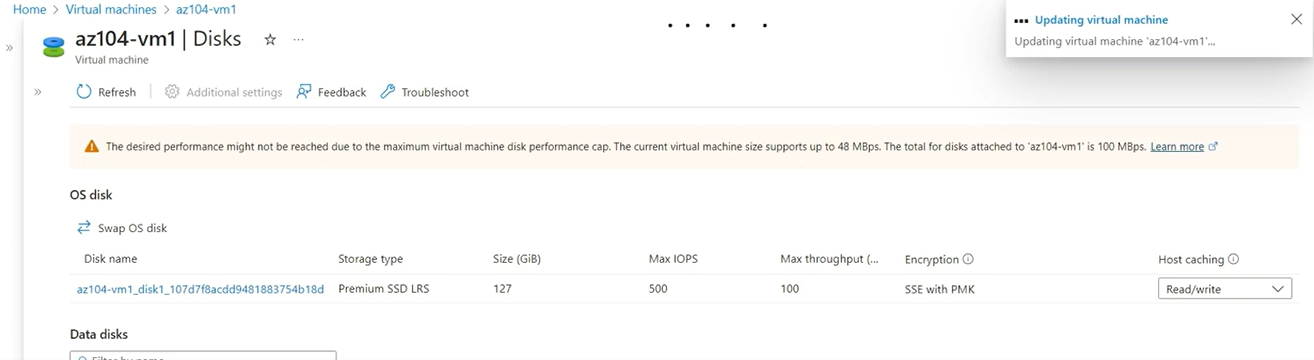 Home > Virtual machines > az104-vm1
Updating virtual machine
Updating virtual machine 'az104-vm1'...
az104-vm1 | Disks
Virtual machine
Refresh Additional settings Feedback Troubleshoot
The desired performance might not be reached due to the maximum virtual machine disk performance cap. The current virtual machine size supports up to 48 MBps. The total for disks attached to 'az104-vm1' is 100 MBps. Learn more
OS disk
Swap OS disk
Disk name Storage type Size (GiB) Max IOPS Max throughput (... Encryption Host caching
az104-vm1_disk1_107d7f8acdd9481883754b18d Premium SSD LRS 127 500 100 SSE with PMK Read/write
Data disks
Filter by name